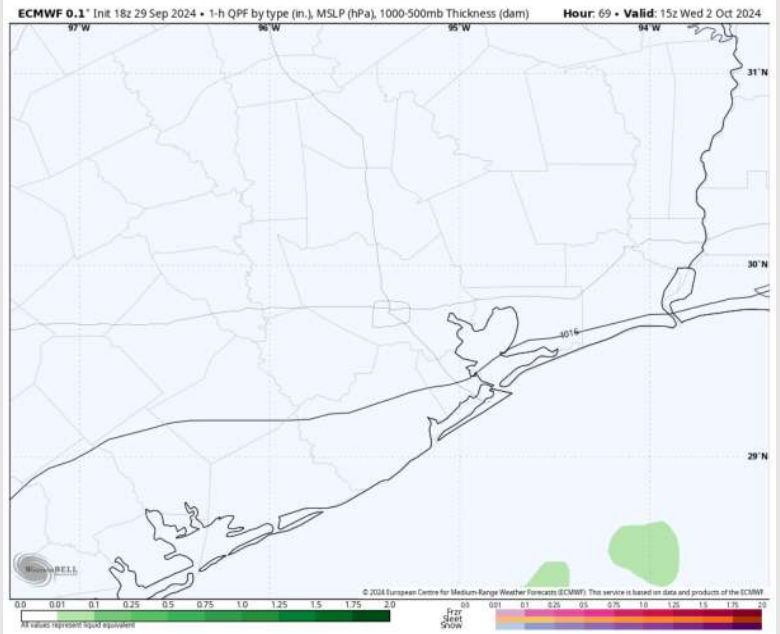 ECMWF 0.1° Init 18z 29 Sep 2024 • 1-h QPF by type (in.), MSLP (hPa), 1000-500mb Thickness (dam) Hour: 69 • Valid: 15z Wed 2 Oct 2024
97°W 96°W 95°W 94°W
31°N
30°N
1016
29°N
WeatherBELL
© 2024 European Centre for Medium-Range Weather Forecasts (ECMWF). This service is based on data and products of the ECMWF
0.0 0.01 0.1 0.25 0.5 0.75 1.0 1.25 1.5 1.75 2.0 0.0 0.01 0.1 0.25 0.5 0.75 1.0 1.25 1.5 1.75 2.0
Frzr
Sleet
Snow
All values represent liquid equivalent